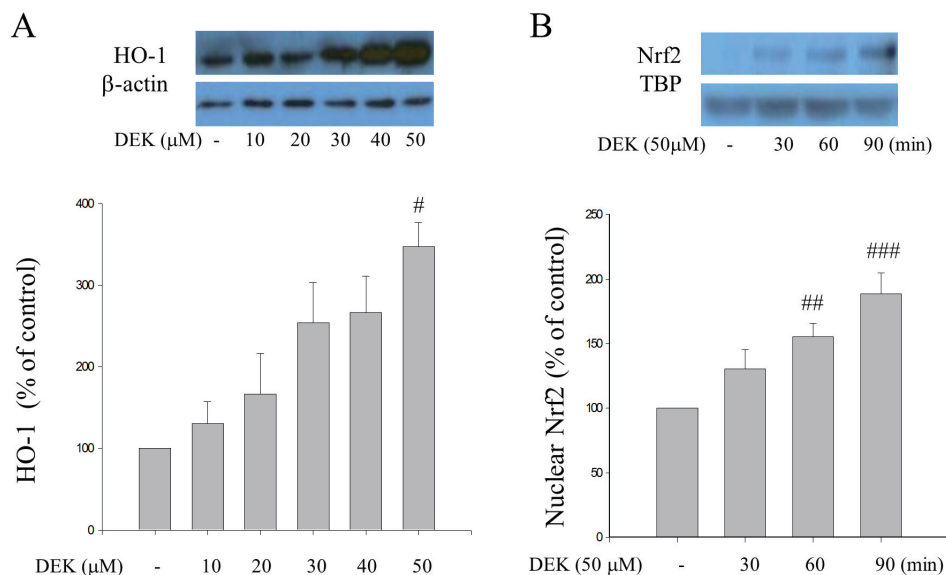 A
HO-1
β-actin
DEK (μM) - 10 20 30 40 50
400
300
200
100
0
HO-1 (% of control)
#
DEK (μM) - 10 20 30 40 50
B
Nrf2
TBP
DEK (50μM) - 30 60 90 (min)
250
200
150
100
50
0
Nuclear Nrf2 (% of control)
##
###
DEK (50 μM) - 30 60 90 (min)